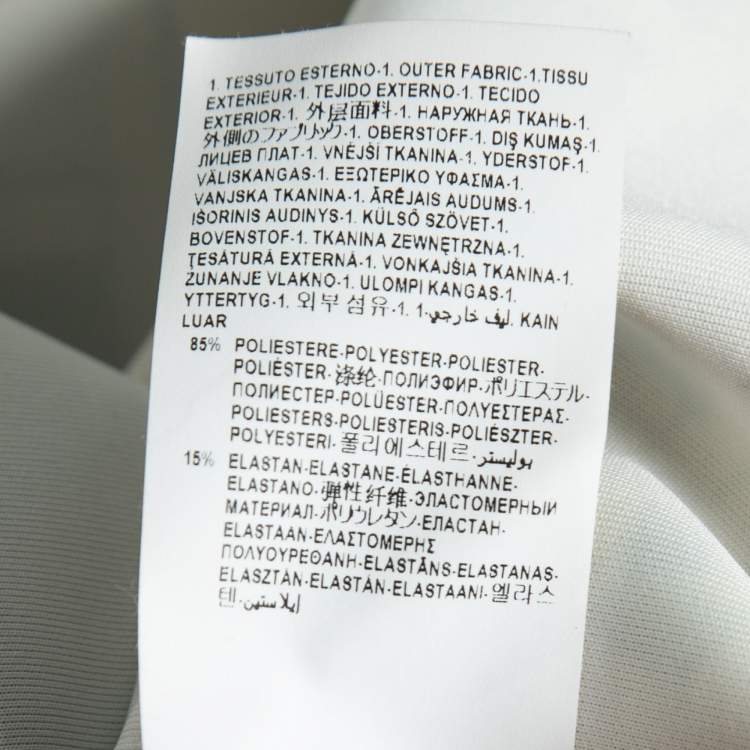 1. TESSUTO ESTERNO-1. OUTER FABRIC-1.TISSU
EXTERIEUR-1. TEJIDO EXTERNO-1. TECIDO
EXTERIOR-1. 外层面料-1. НАРУЖНАЯ ТКАНЬ-1.
外側のファブリック-1. OBERSTOFF-1. DIŞ KUMAŞ-1.
ЛИЦЕВ ПЛАТ-1. VNĚJŠÍ TKANINA-1. YDERSTOF-1.
VÄLISKANGAS-1. ΕΞΩΤΕΡΙΚΟ ΥΦΑΣΜΑ-1.
VANJSKA TKANINA-1. ĀRĒJAIS AUDUMS-1.
IŠORINIS AUDINYS-1. KÜLSŐ SZÖVET-1.
BOVENSTOF-1. TKANINA ZEWNĘTRZNA-1.
ŢESĂTURĂ EXTERNĂ-1. VONKAJŠIA TKANINA-1.
ZUNANJE VLAKNO-1. ULOMPI KANGAS-1.
YTTERTYG-1. 외부 섬유-1. ليف خارجي-1. KAIN
LUAR
85% POLIESTERE-POLYESTER-POLIESTER-
POLIÉSTER-涤纶-ПОЛИЭФИР-ポリエステル-
ПОЛИЕСТЕР-POLÜESTER-ΠΟΛΥΕΣΤΕΡΑΣ-
POLIESTERS-POLIESTERIS-POLIÉSZTER-
POLYESTERI-폴리에스테르-بوليستر
15% ELASTAN-ELASTANE-ÉLASTHANNE-
ELASTANO-弹性纤维-ЭЛАСТОМЕРНЫЙ
МАТЕРИАЛ-ポリウレタン-ЕЛАСТАН-
ELASTAAN-ΕΛΑΣΤΟΜΕΡΗΣ
ΠΟΛΥΟΥΡΕΘΑΝΗ-ELASTĀNS-ELASTANAS-
ELASZTÁN-ELASTÁN-ELASTAANI-엘라스
텐-إيلاستين